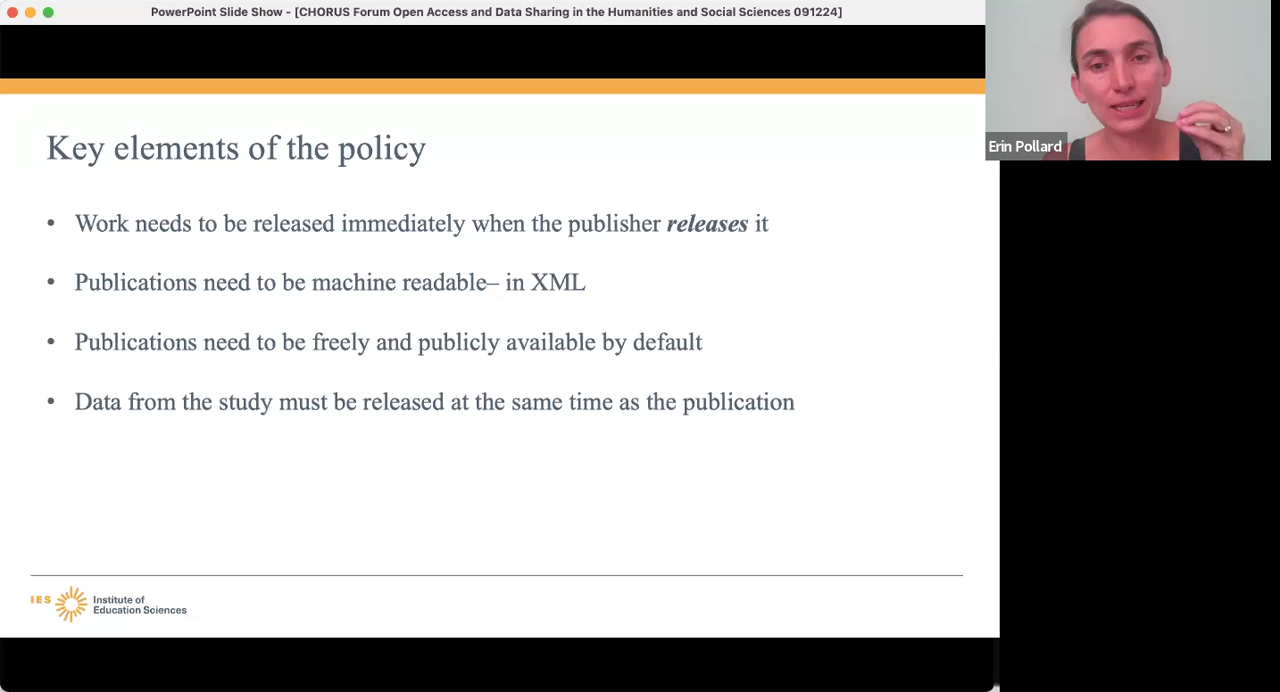 PowerPoint Slide Show - [CHORUS Forum Open Access and Data Sharing in the Humanities and Social Sciences 091224]
Erin Pollard
Key elements of the policy
• Work needs to be released immediately when the publisher releases it
• Publications need to be machine readable– in XML
• Publications need to be freely and publicly available by default
• Data from the study must be released at the same time as the publication
IES
Institute of
Education Sciences